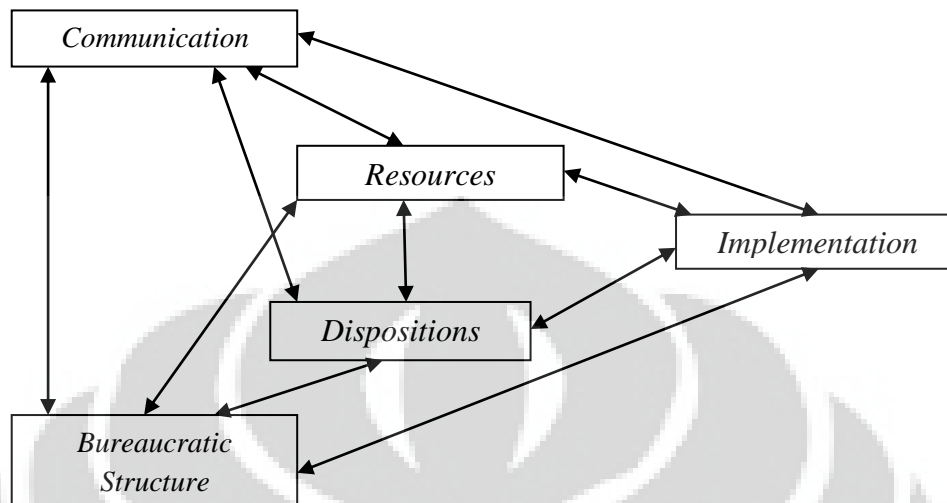 Communication
Resources
Implementation
Dispositions
Bureaucratic
Structure